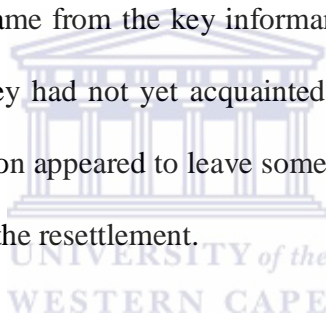 ame from the key informan
ey had not yet acquainted
on appeared to leave some
the resettlement.
UNIVERSITY of the
WESTERN CAPE